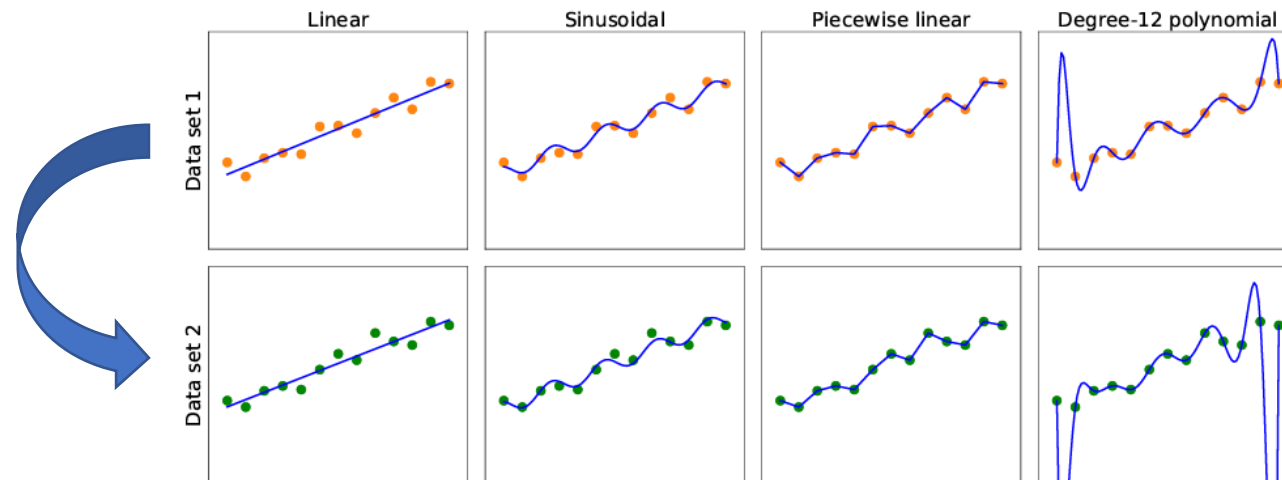 Linear
Sinusoidal
Piecewise linear
Degree-12 polynomial
Data set 1
Data set 2